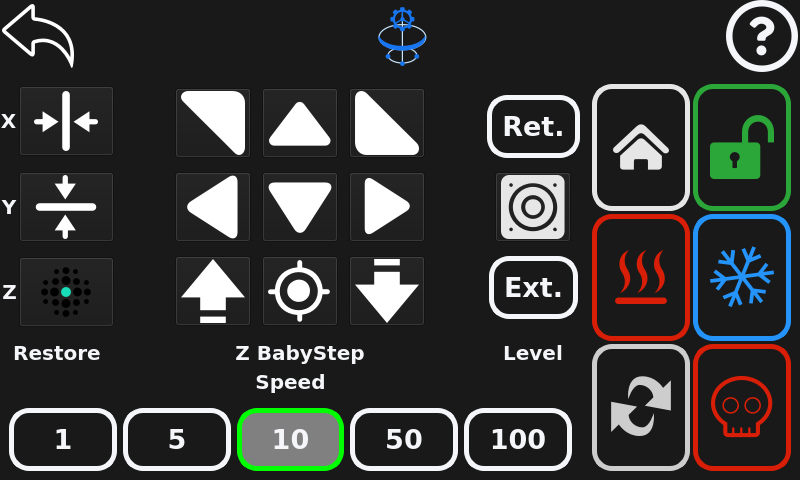 ?
X
Ret.
Y
Z
Ext.
Restore
Z BabyStep
Level
Speed
1
5
10
50
100